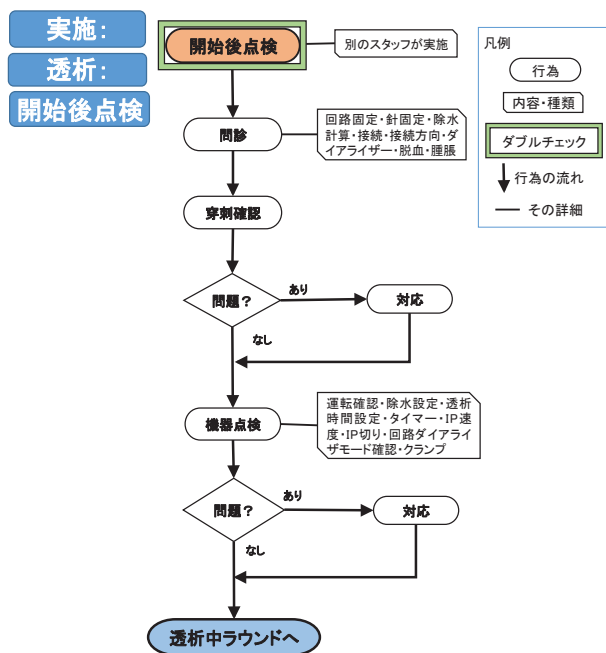 実施:
透析:
開始後点検
開始後点検
別のスタッフが実施
凡例
行為
内容・種類
ダブルチェック
行為の流れ
その詳細
問診
回路固定・針固定・除水
計算・接続・接続方向・ダ
イアライザー・脱血・腫脹
穿刺確認
問題?
あり
対応
なし
機器点検
運転確認・除水設定・透析
時間設定・タイマー・IP速
度・IP切り・回路ダイアライ
ザモード確認・クランプ
問題?
あり
対応
なし
透析中ラウンドへ